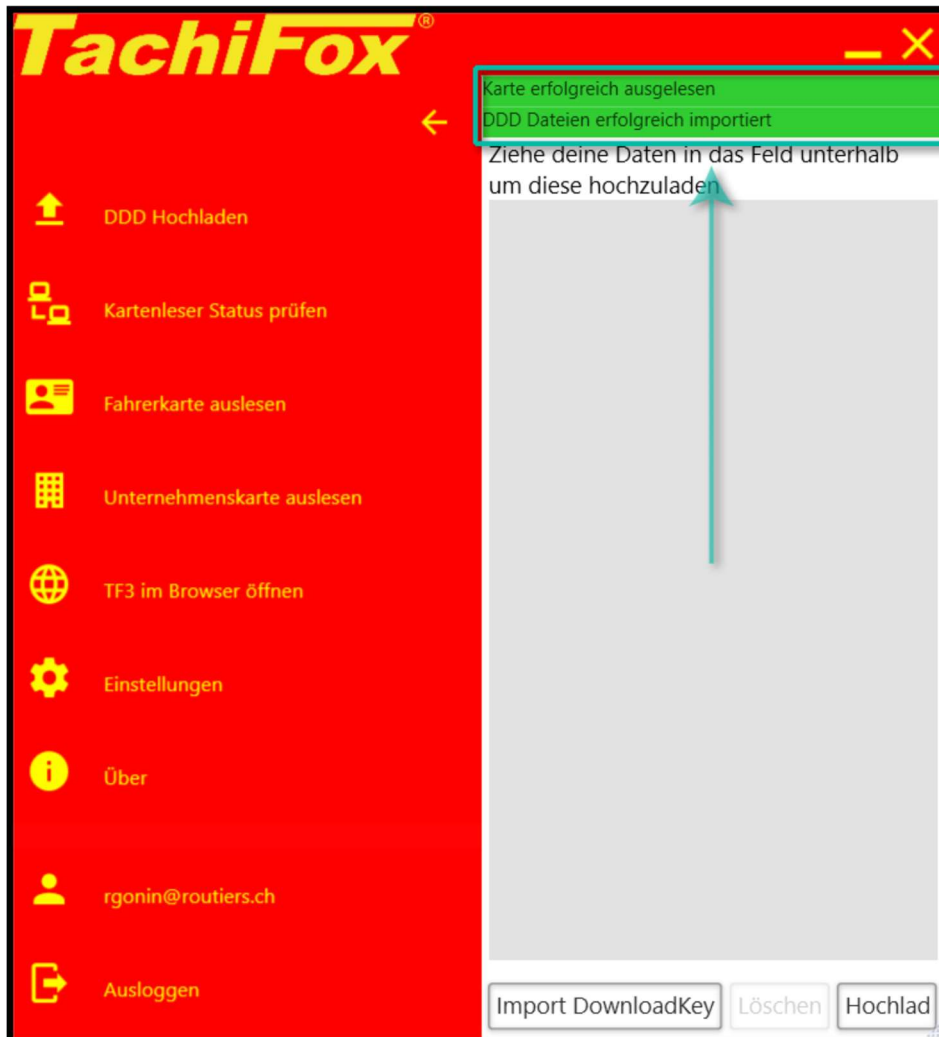 TachiFox®
Karte erfolgreich ausgelesen
DDD Dateien erfolgreich importiert
Ziehe deine Daten in das Feld unterhalb
um diese hochzuladen.
DDD Hochladen
Kartenleser Status prüfen
Fahrerkarte auslesen
Unternehmenskarte auslesen
TF3 im Browser öffnen
Einstellungen
Über
rgonin@routiers.ch
Ausloggen
Import DownloadKey
Löschen
Hochlad